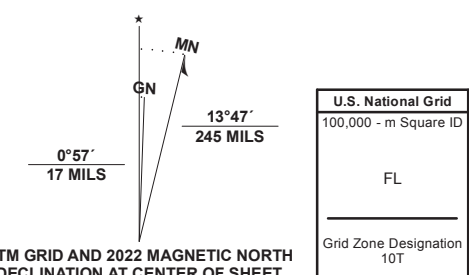 ★
MN
GN
13°47´
245 MILS
0°57´
17 MILS
TM GRID AND 2022 MAGNETIC NORTH
DECLINATION AT CENTER OF SHEET
U.S. National Grid
100,000 - m Square ID
FL
Grid Zone Designation
10T